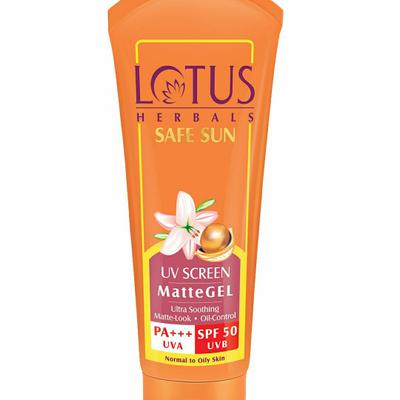 LOTUS
HERBALS
SAFE SUN
UV SCREEN
MatteGEL
Ultra Soothing
Matte-Look • Oil-Control
PA+++ SPF 50
UVA UVB
Normal to Oily Skin